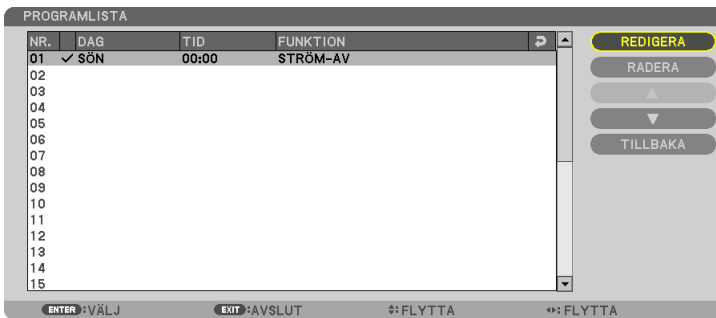 PROGRAMLISTA
NR. DAG TID FUNKTION
01 ✓ SÖN 00:00 STRÖM-AV
02
03
04
05
06
07
08
09
10
11
12
13
14
15
REDIGERA
RADERA
TILLBAKA
ENTER:VÄLJ EXIT:AVSLUT :FLYTTA :FLYTTA